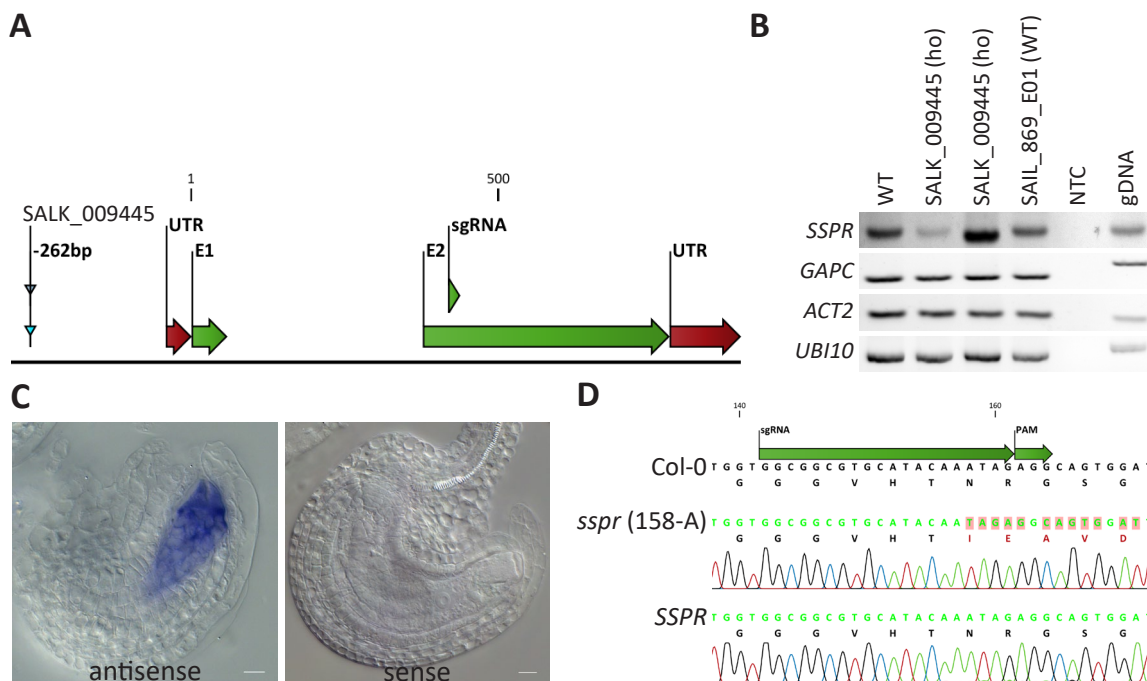 A
B
C
D
SALK_009445
-262bp
UTR
1
E1
E2
sgRNA
500
UTR
WT
SALK_009445 (ho)
SALK_009445 (ho)
SAIL_869_E01 (WT)
NTC
gDNA
SSPR
GAPC
ACT2
UBI10
antisense
sense
140
160
sgRNA
PAM
Col-0
T G G T G G C G G C G T G C A T A C A A A T A G A G G C A G T G G A T
G G G V H T N R G S G
sspr (158-A)
T G G T G G C G G C G T G C A T A C A A T A G A G G C A G T G G A T T
G G G V H T I E A V D
SSPR
T G G T G G C G G C G T G C A T A C A A A T A G A G G C A G T G G A T
G G G V H T N R G S G